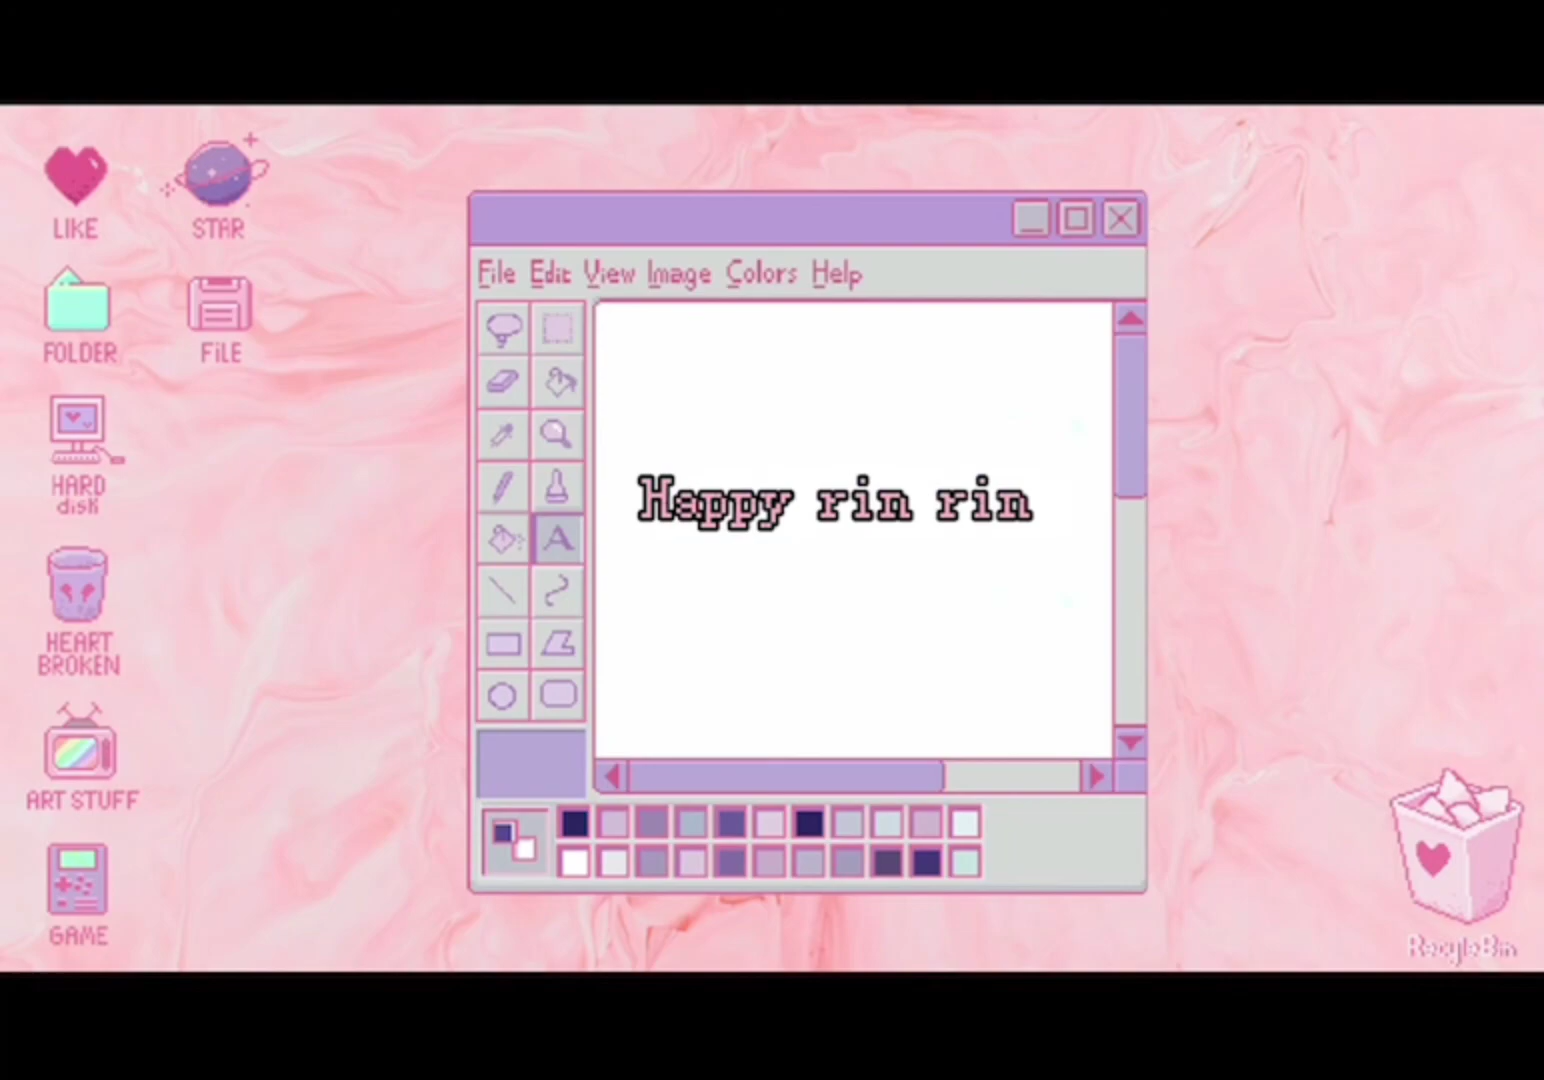 LIKE
STAR
FOLDER
FiLE
HARD
disk
HEART
BROKEN
ART STUFF
GAME
File Edit View Image Colors Help
A
Happy rin rin
RecycleBin